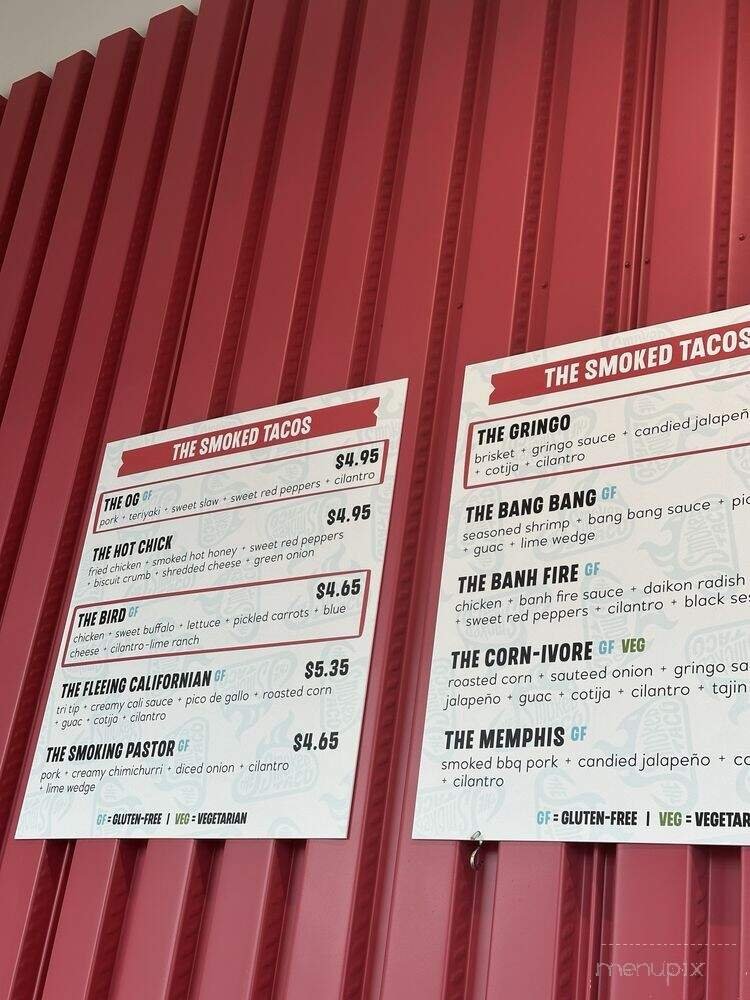 THE SMOKED TACOS
THE OG GF $4.95
pork + teriyaki + sweet slaw + sweet red peppers + cilantro
THE HOT CHICK $4.95
fried chicken + smoked hot honey + sweet red peppers
+ biscuit crumb + shredded cheese + green onion
THE BIRD GF $4.65
chicken + sweet buffalo + lettuce + pickled carrots + blue
cheese + cilantro-lime ranch
THE FLEEING CALIFORNIAN GF $5.35
tri tip + creamy cali sauce + pico de gallo + roasted corn
+ guac + cotija + cilantro
THE SMOKING PASTOR GF $4.65
pork + creamy chimichurri + diced onion + cilantro
+ lime wedge
GF = GLUTEN-FREE | VEG = VEGETARIAN
THE SMOKED TACOS
THE GRINGO
brisket + gringo sauce + candied jalapeñ
+ cotija + cilantro
THE BANG BANG GF
seasoned shrimp + bang bang sauce + pic
+ guac + lime wedge
THE BANH FIRE GF
chicken + banh fire sauce + daikon radish
+ sweet red peppers + cilantro + black ses
THE CORN-IVORE GF VEG
roasted corn + sauteed onion + gringo sa
jalapeño + guac + cotija + cilantro + tajin
THE MEMPHIS GF
smoked bbq pork + candied jalapeño + co
+ cilantro
GF = GLUTEN-FREE | VEG = VEGETAR
menupix